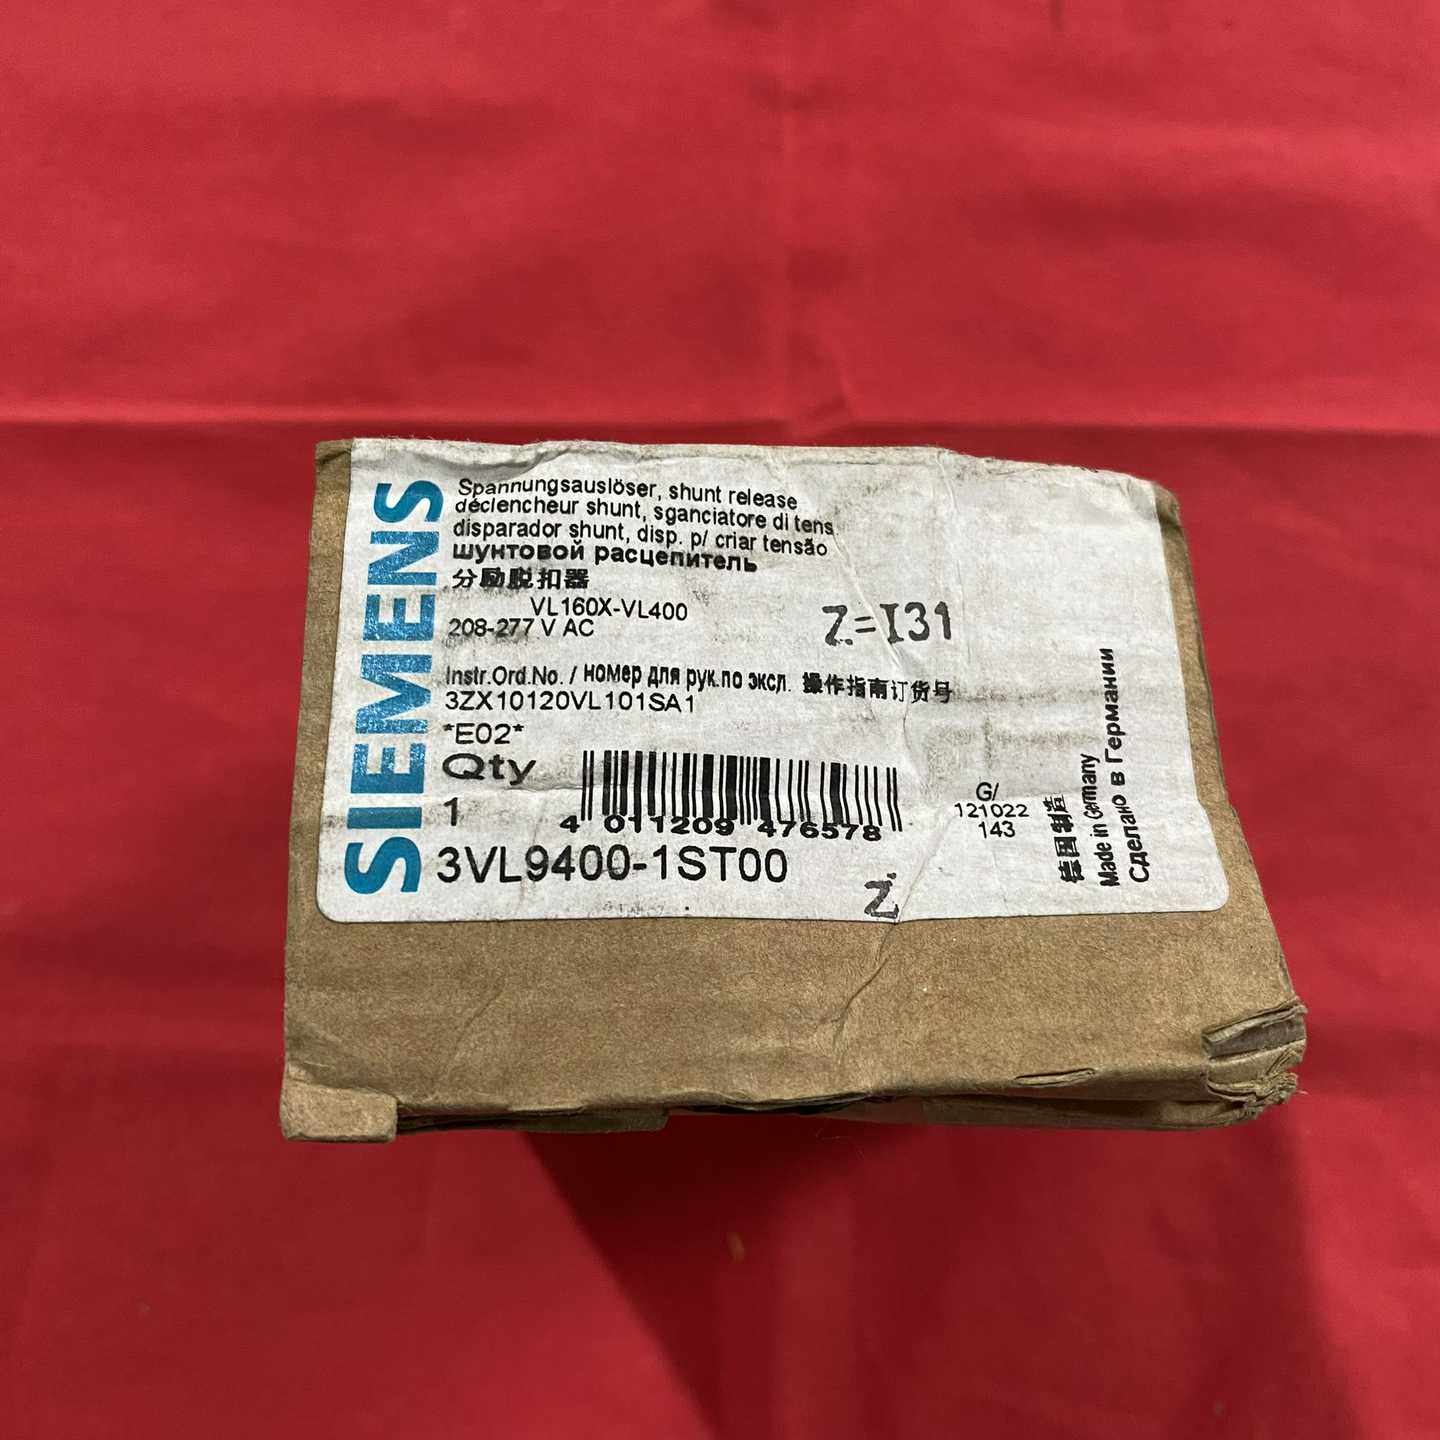 SIEMENS
Spannungsauslöser, shunt release
déclencheur shunt, sganciatore di tens.
disparador shunt, disp. p/ criar tensão
шунтовой расцепитель
分励脱扣器
VL160X-VL400
208-277 V AC
Z=I31
Instr.Ord.No. / номер для рук.по эксл. 操作指南订货号
3ZX10120VL101SA1
*E02*
Qty
1
4 011209 476578
3VL9400-1ST00
Z
G/
121022
143
德国制造
Made in Germany
Сделано в Германии